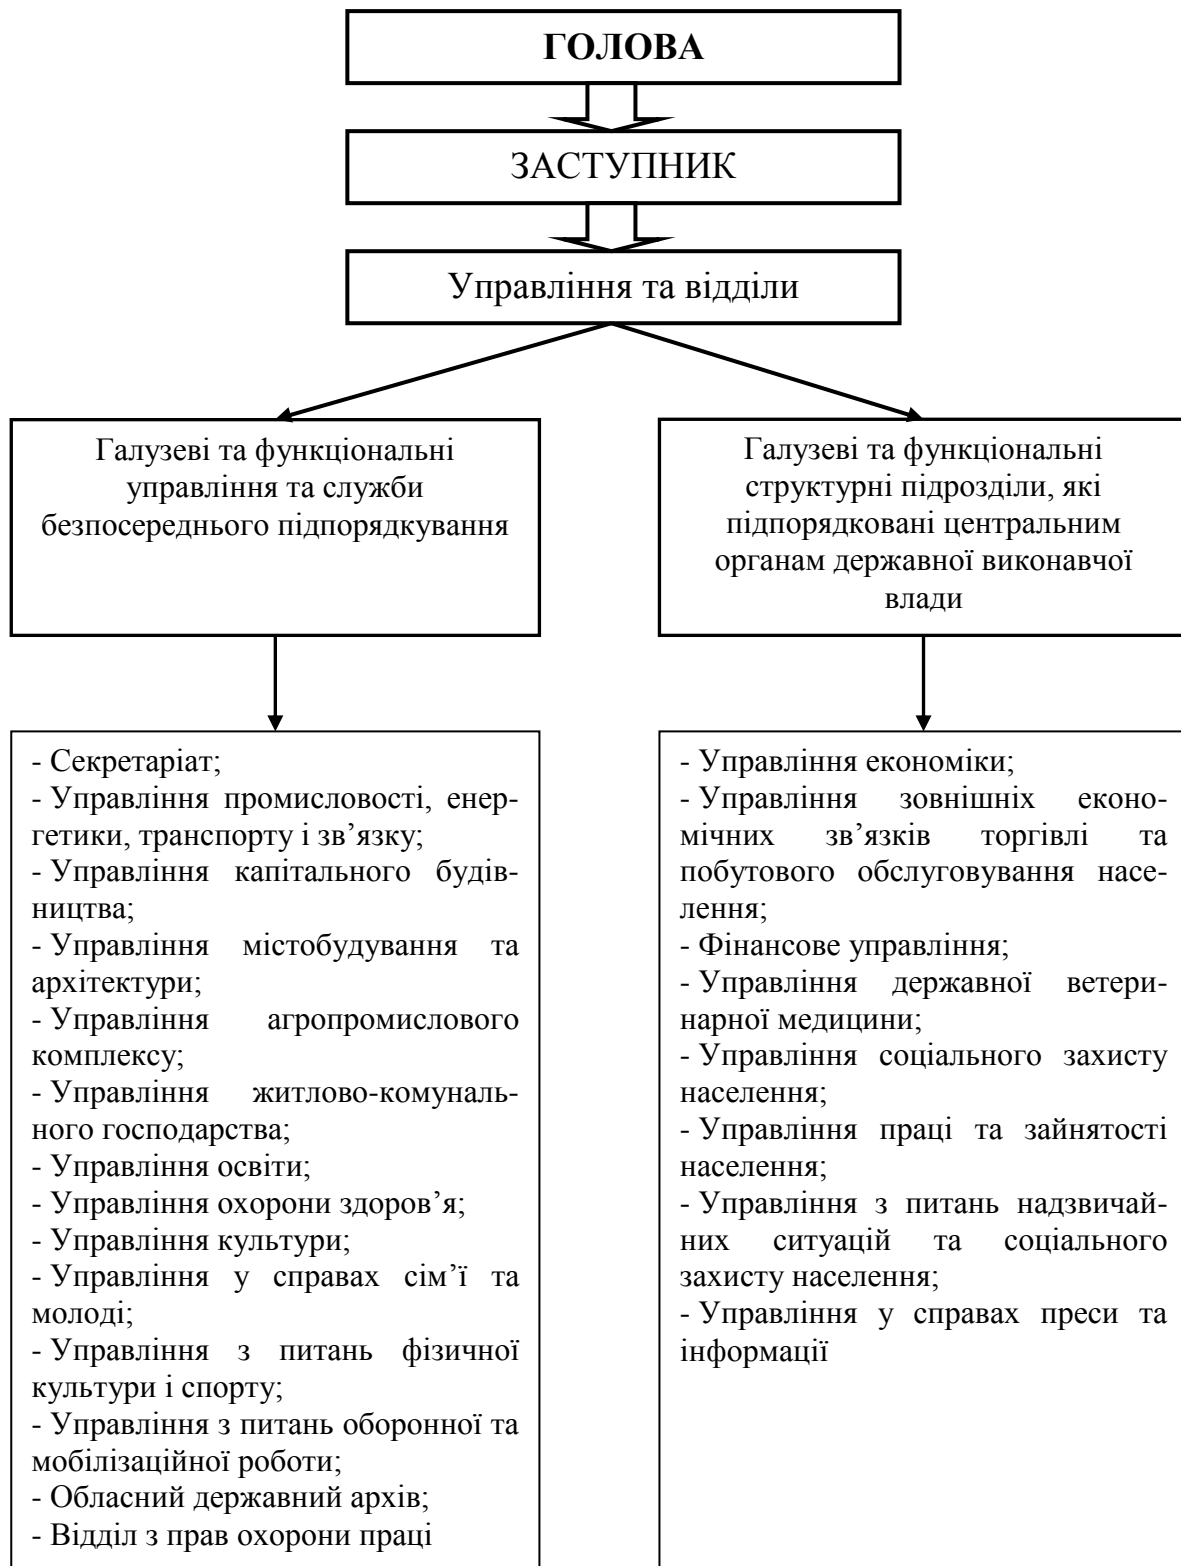 ГОЛОВА
ЗАСТУПНИК
Управління та відділи
Галузеві та функціональні
управління та служби
безпосереднього підпорядкування
Галузеві та функціональні
структурні підрозділи, які
підпорядковані центральним
органам державної виконавчої
влади
- Секретаріат;
- Управління промисловості, енер-
гетики, транспорту і зв’язку;
- Управління капітального будів-
ництва;
- Управління містобудування та
архітектури;
- Управління агропромислового
комплексу;
- Управління житлово-комуналь-
ного господарства;
- Управління освіти;
- Управління охорони здоров’я;
- Управління культури;
- Управління у справах сім’ї та
молоді;
- Управління з питань фізичної
культури і спорту;
- Управління з питань оборонної та
мобілізаційної роботи;
- Обласний державний архів;
- Відділ з прав охорони праці
- Управління економіки;
- Управління зовнішніх еконо-
мічних зв’язків торгівлі та
побутового обслуговування насе-
лення;
- Фінансове управління;
- Управління державної ветери-
нарної медицини;
- Управління соціального захисту
населення;
- Управління праці та зайнятості
населення;
- Управління з питань надзвичай-
них ситуацій та соціального
захисту населення;
- Управління у справах преси та
інформації